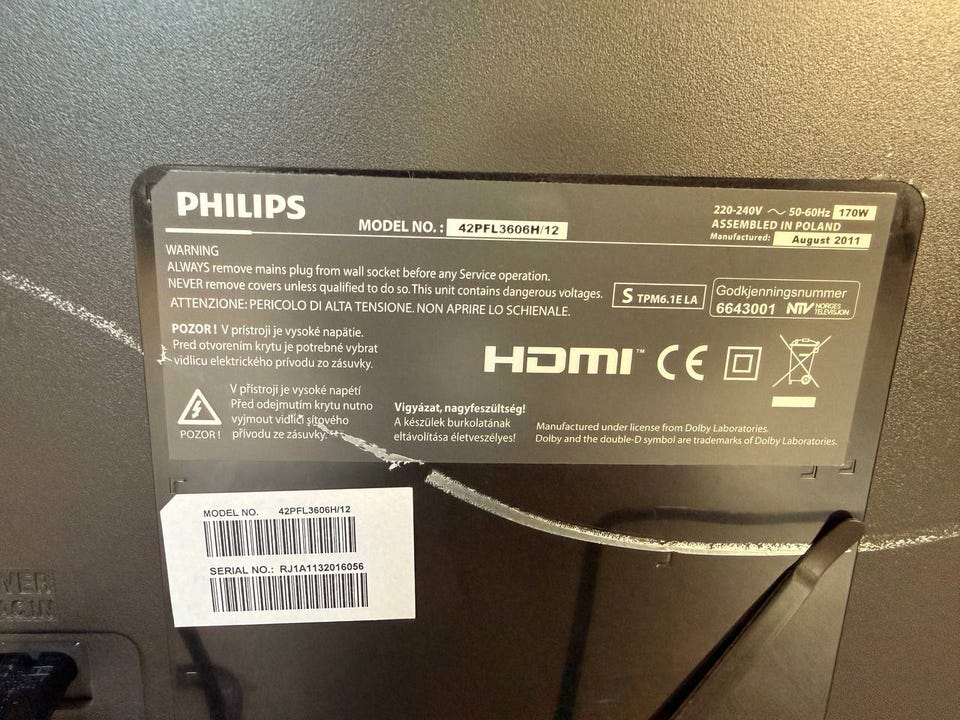 PHILIPS
MODEL NO. : 42PFL3606H/12
220-240V ～ 50-60Hz 170W
ASSEMBLED IN POLAND
Manufactured: August 2011
WARNING
ALWAYS remove mains plug from wall socket before any Service operation.
NEVER remove covers unless qualified to do so. This unit contains dangerous voltages.
ATTENZIONE: PERICOLO DI ALTA TENSIONE. NON APRIRE LO SCHIENALE.
S TPM6.1E LA
Godkjenningsnummer
6643001 NTV NORGES TELEVISJON
POZOR ! V prístroji je vysoké napätie.
Pred otvorením krytu je potrebné vybrat
vidlicu elektrického prívodu zo zásuvky.
HDMI™ CE
V přístroji je vysoké napětí
Před odejmutím krytu nutno
vyjmout vidlici síťového
přívodu ze zásuvky.
POZOR !
Vigyázat, nagyfeszültség!
A készülek burkolatának
eltávolítása életveszélyes!
Manufactured under license from Dolby Laboratories.
Dolby and the double-D symbol are trademarks of Dolby Laboratories.
MODEL NO. 42PFL3606H/12
SERIAL NO.: RJ1A1132016056